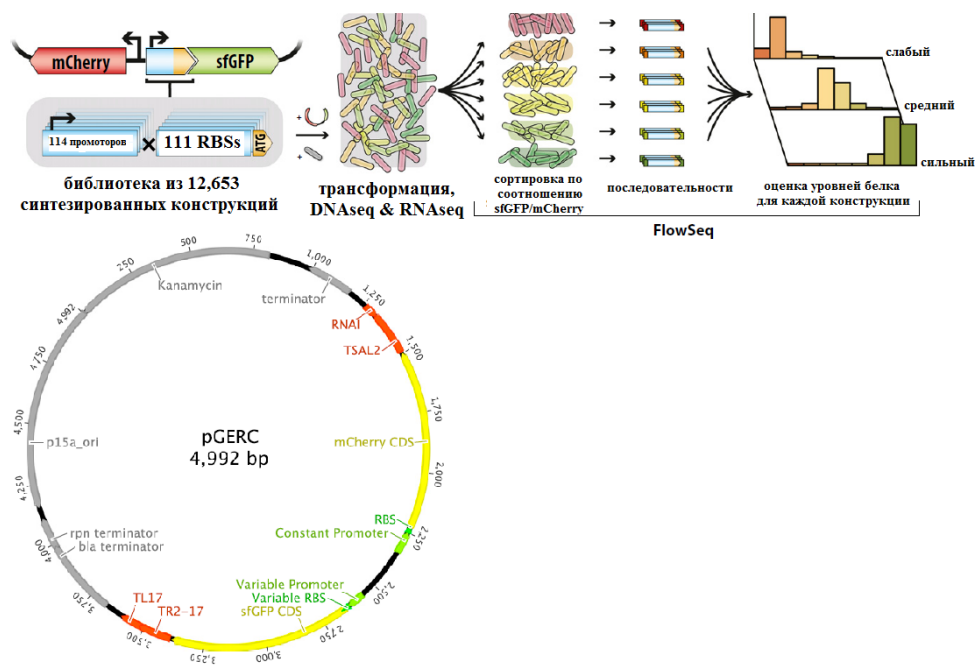 mCherry
sfGFP
114 промоторов
×
111 RBSs
ATG
библиотека из 12,653
синтезированных конструкций
+
+
трансформация,
DNAseq & RNAseq
сортировка по
соотношению
sfGFP/mCherry
последовательности
оценка уровней белка
для каждой конструкции
слабый
средний
сильный
FlowSeq
pGERC
4,992 bp
250
500
750
1,000
1,250
1,500
1,750
2,000
2,250
2,500
2,750
3,000
3,250
3,500
3,750
4,000
4,250
4,500
4,750
4,992
Kanamycin
terminator
RNAI
TSAL2
mCherry CDS
RBS
Constant Promoter
Variable Promoter
Variable RBS
sfGFP CDS
TR2-17
TL17
bla terminator
rpn terminator
p15a_ori